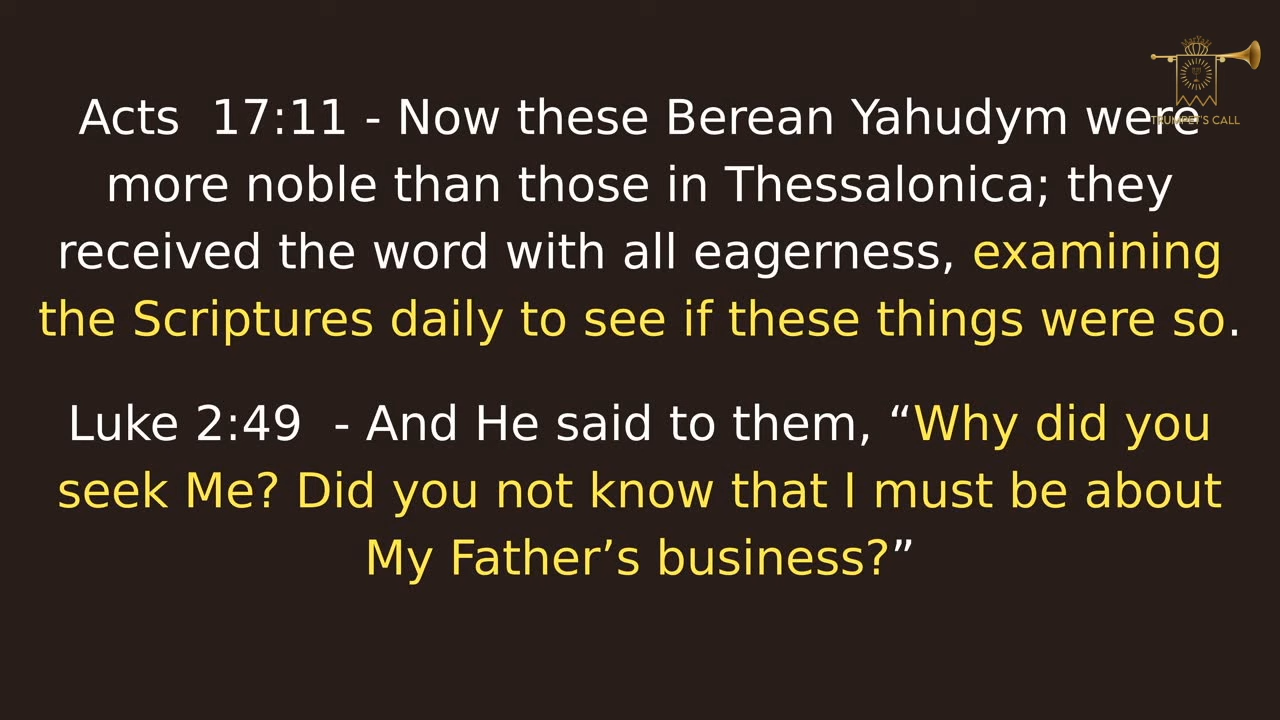 Acts  17:11 - Now these Berean Yahudym were
more noble than those in Thessalonica; they
received the word with all eagerness, examining
the Scriptures daily to see if these things were so.
Luke 2:49  - And He said to them, “Why did you
seek Me? Did you not know that I must be about
My Father’s business?”
TRUMPET'S CALL